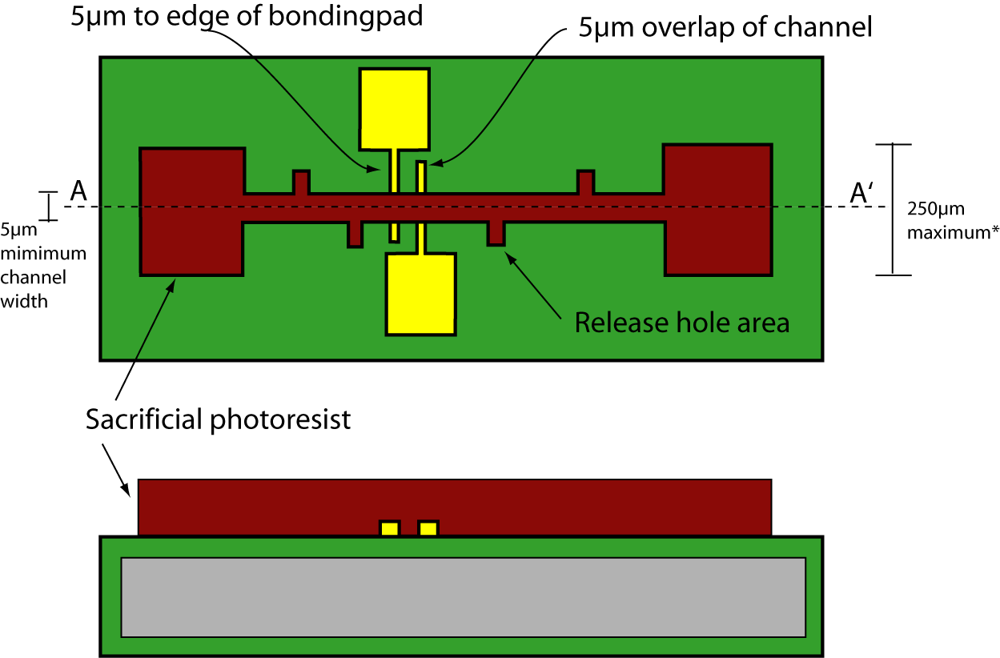 5µm to edge of bondingpad
5µm overlap of channel
A
A‘
5µm
mimimum
channel
width
250µm
maximum*
Release hole area
Sacrificial photoresist